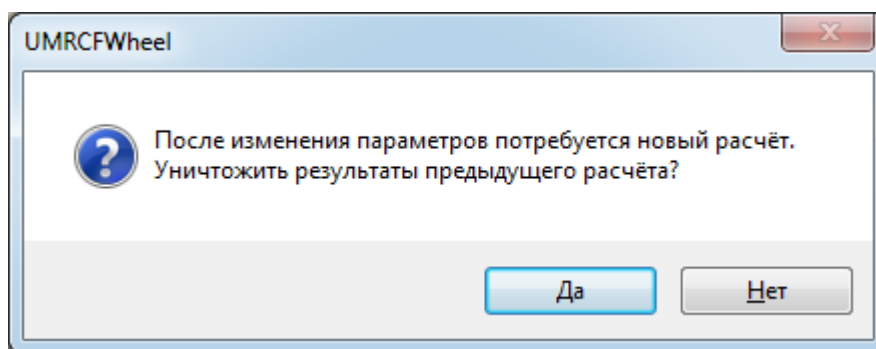 UMRCFWheel
После изменения параметров потребуется новый расчёт.
Уничтожить результаты предыдущего расчёта?
Да
Нет